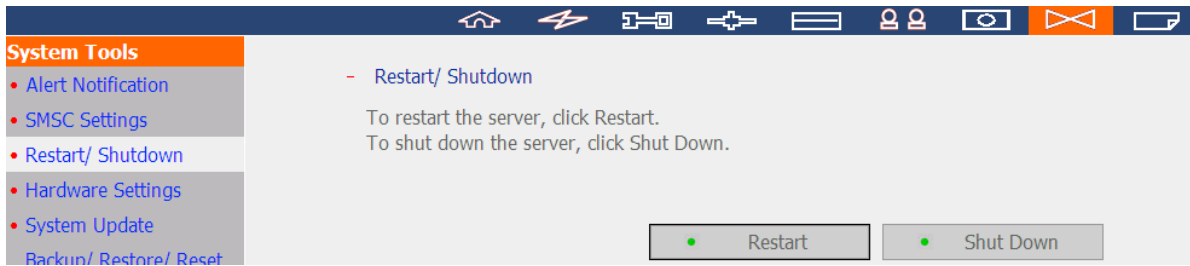 System Tools
Alert Notification
SMSC Settings
Restart/ Shutdown
Hardware Settings
System Update
Backup/ Restore/ Reset
- Restart/ Shutdown
To restart the server, click Restart.
To shut down the server, click Shut Down.
Restart
Shut Down